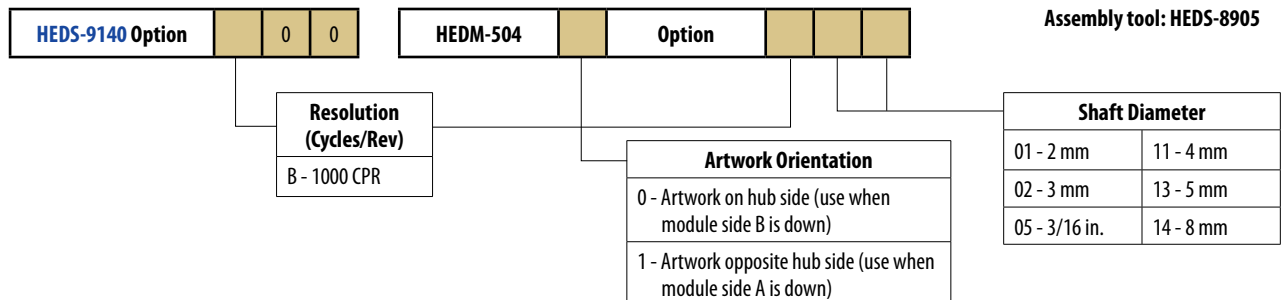 HEDS-9140 Option 0 0
HEDM-504 Option
Assembly tool: HEDS-8905
Resolution
(Cycles/Rev)
B - 1000 CPR
Artwork Orientation
0 - Artwork on hub side (use when
module side B is down)
1 - Artwork opposite hub side (use when
module side A is down)
Shaft Diameter
01 - 2 mm 11 - 4 mm
02 - 3 mm 13 - 5 mm
05 - 3/16 in. 14 - 8 mm